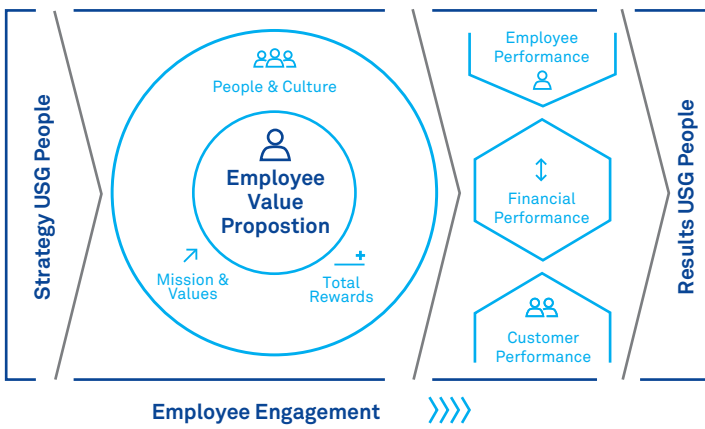 Strategy USG People
People & Culture
Employee
Value
Propostion
Mission &
Values
Total
Rewards
Employee
Performance
Financial
Performance
Customer
Performance
Results USG People
Employee Engagement